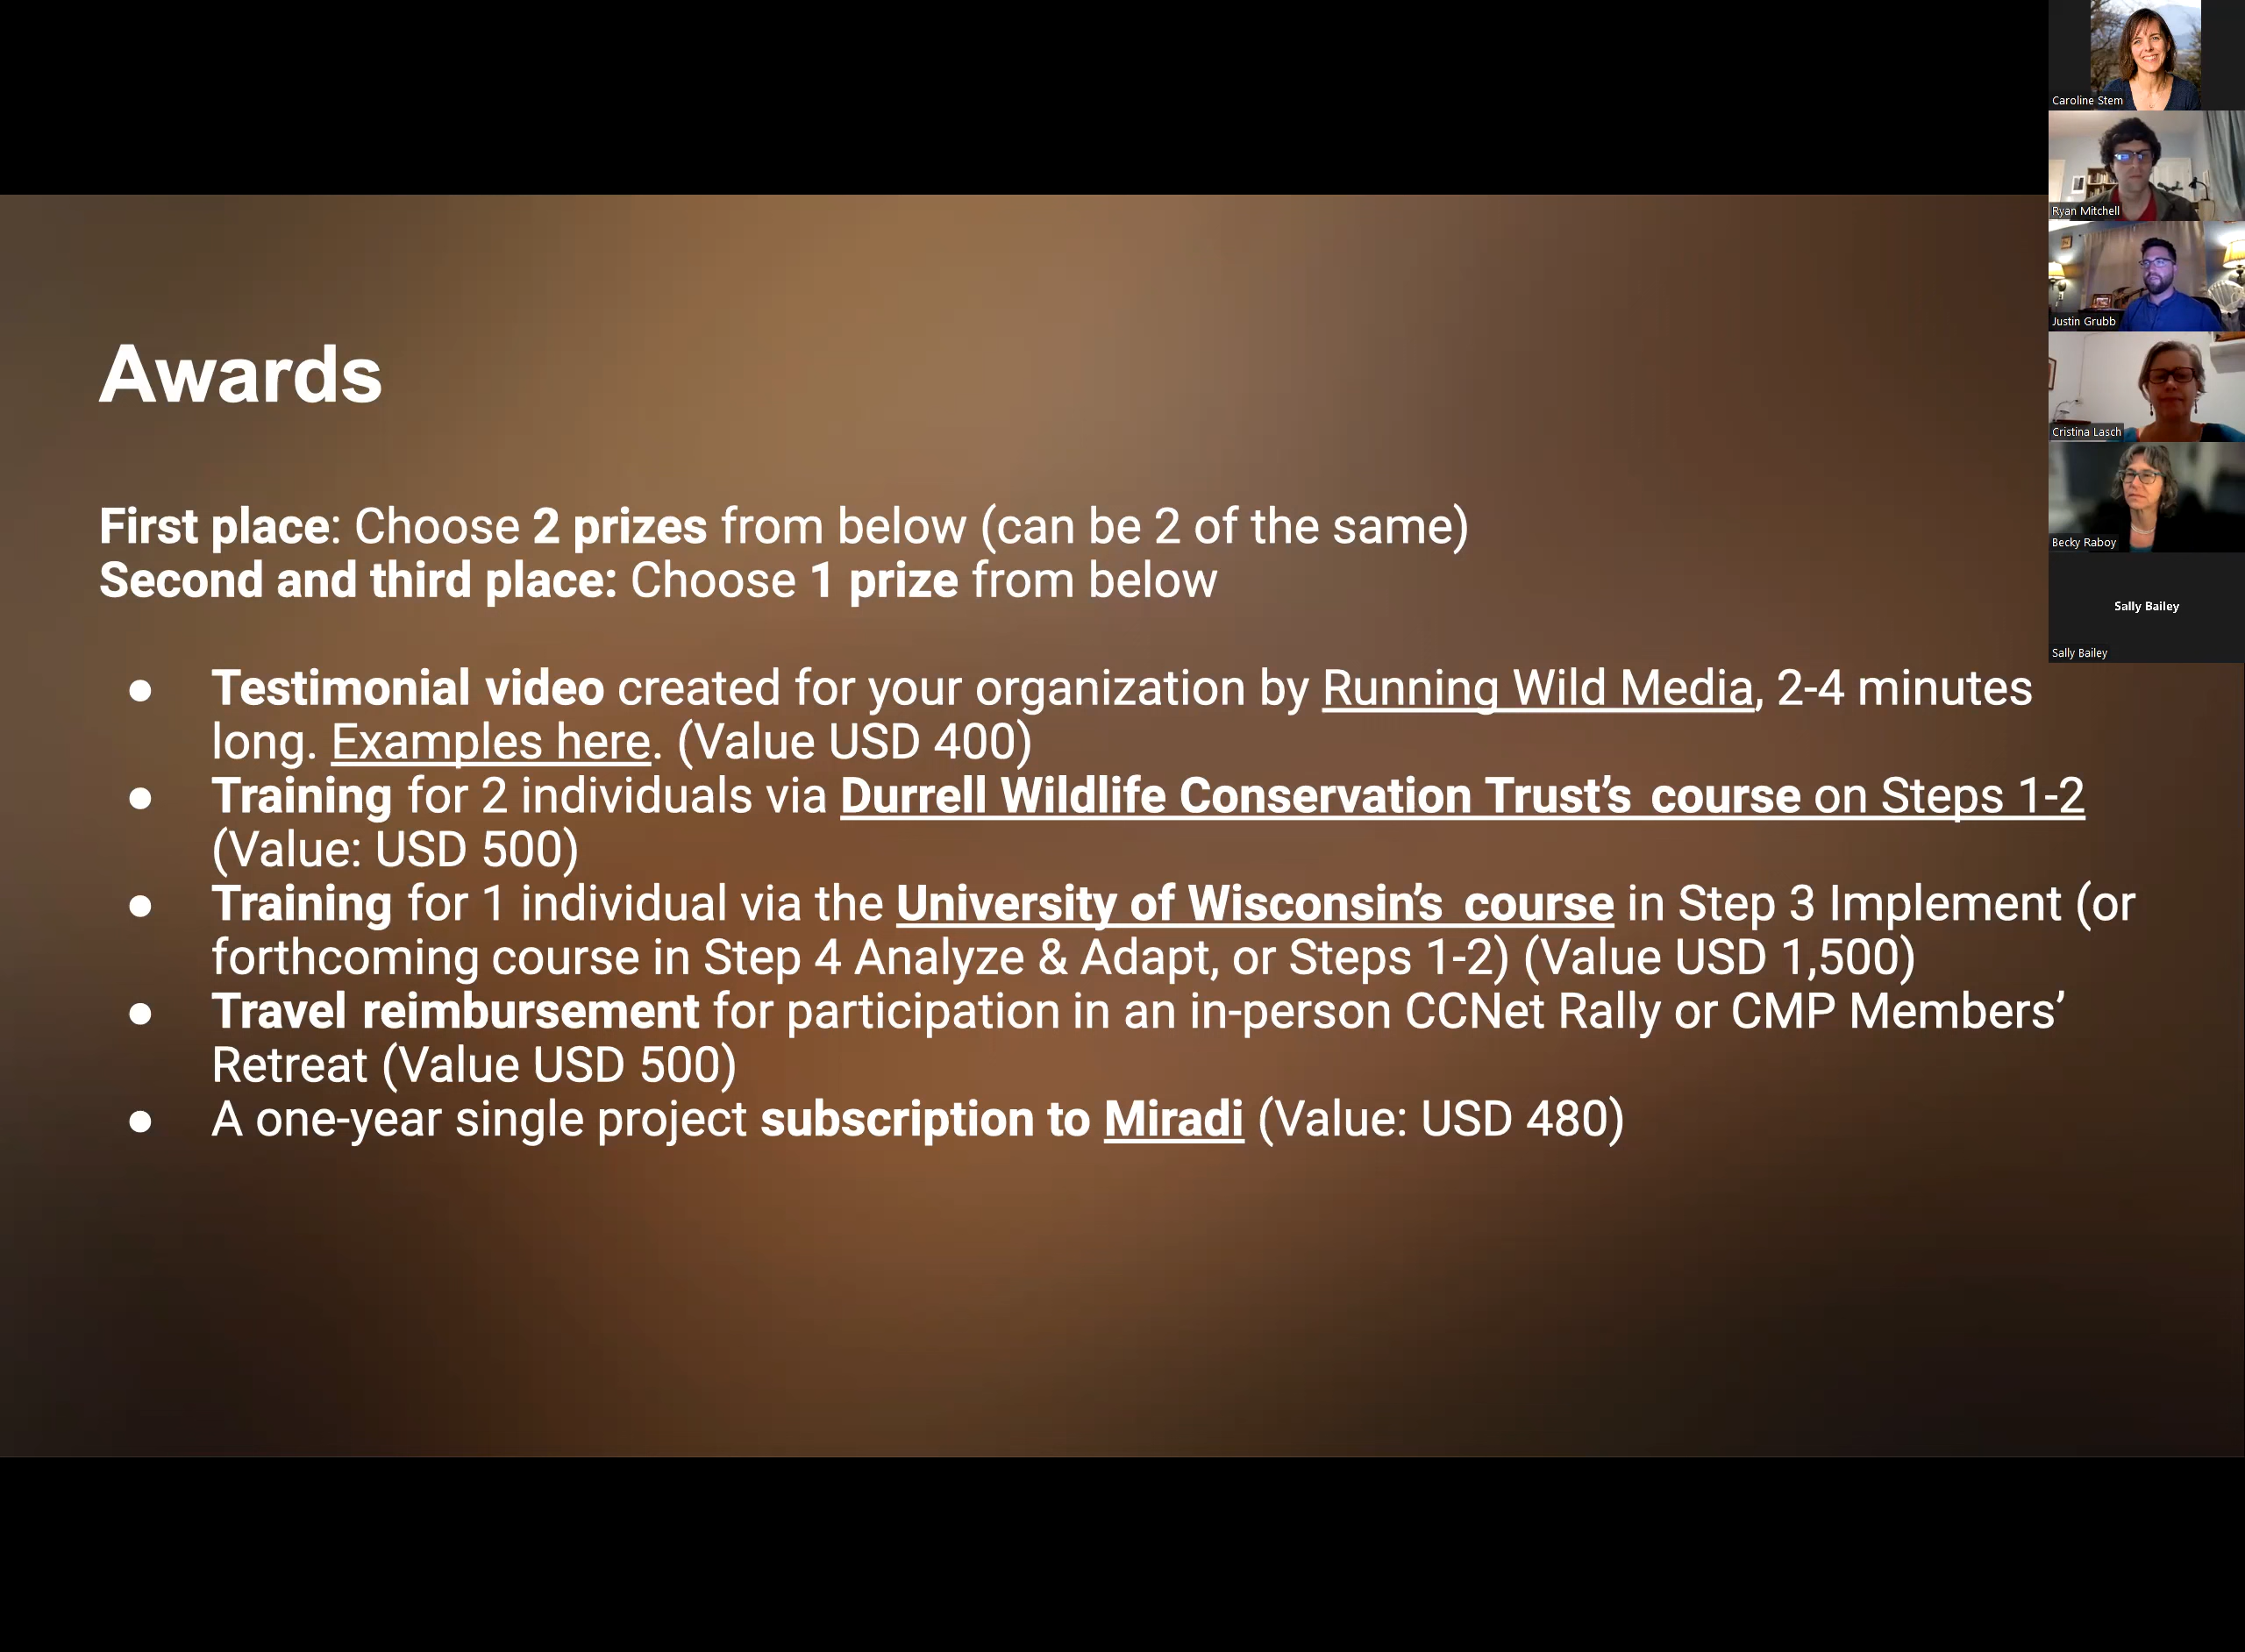 Awards
First place: Choose 2 prizes from below (can be 2 of the same)
Second and third place: Choose 1 prize from below
● Testimonial video created for your organization by Running Wild Media, 2-4 minutes
long. Examples here. (Value USD 400)
● Training for 2 individuals via Durrell Wildlife Conservation Trust’s course on Steps 1-2
(Value: USD 500)
● Training for 1 individual via the University of Wisconsin’s course in Step 3 Implement (or
forthcoming course in Step 4 Analyze & Adapt, or Steps 1-2) (Value USD 1,500)
● Travel reimbursement for participation in an in-person CCNet Rally or CMP Members’
Retreat (Value USD 500)
● A one-year single project subscription to Miradi (Value: USD 480)
Caroline Stem
Ryan Mitchell
Justin Grubb
Cristina Lasch
Becky Raboy
Sally Bailey
Sally Bailey